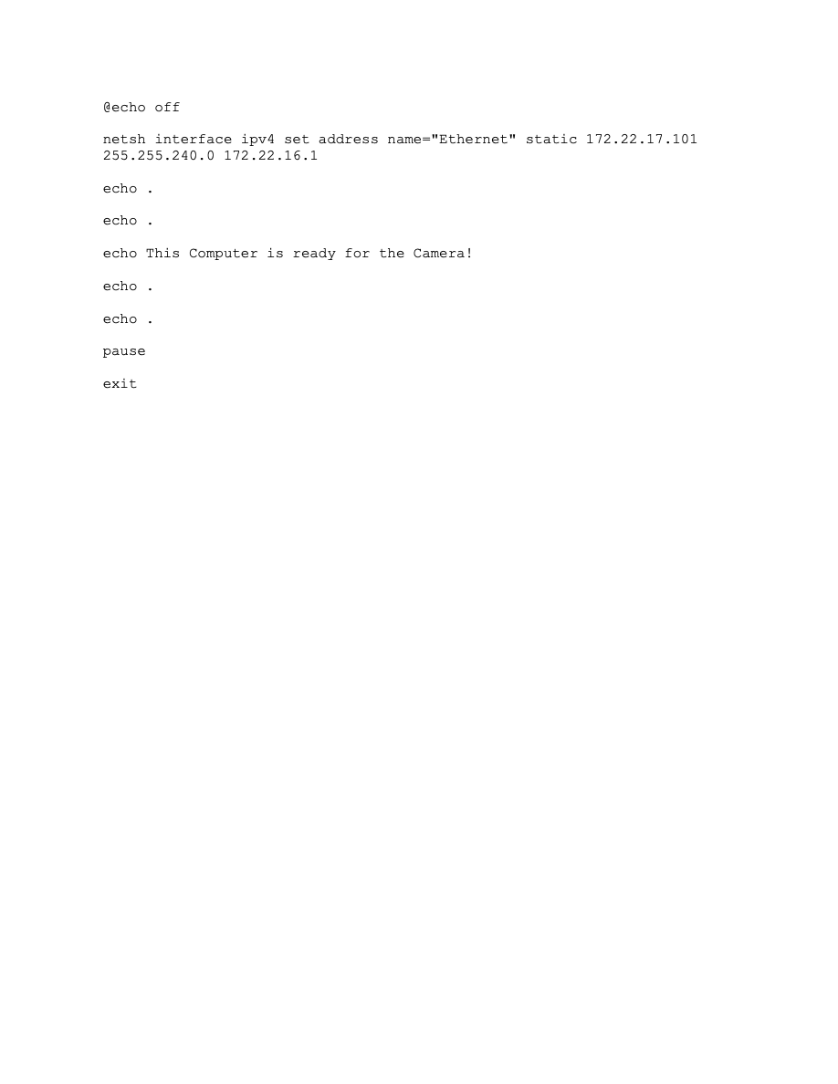 @echo off
netsh interface ipv4 set address name="Ethernet" static 172.22.17.101
255.255.240.0 172.22.16.1
echo .
echo .
echo This Computer is ready for the Camera!
echo .
echo .
pause
exit